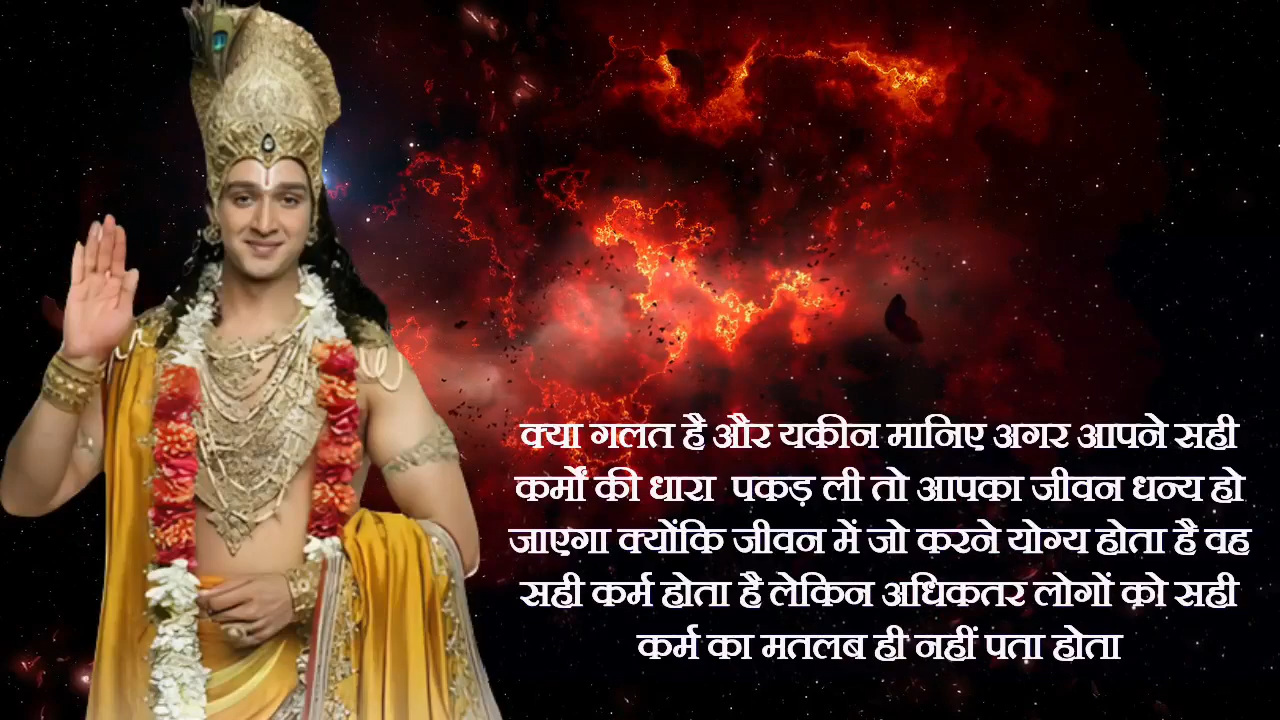 क्या गलत है और यकीन मानिए अगर आपने सही
कर्मों की धारा पकड़ ली तो आपका जीवन धन्य हो
जाएगा क्योंकि जीवन में जो करने योग्य होता है वह
सही कर्म होता है लेकिन अधिकतर लोगों को सही
कर्म का मतलब ही नहीं पता होता